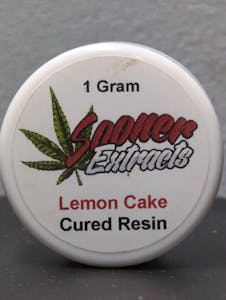 1 Gram
Sooner
Extracts
Lemon Cake
Cured Resin